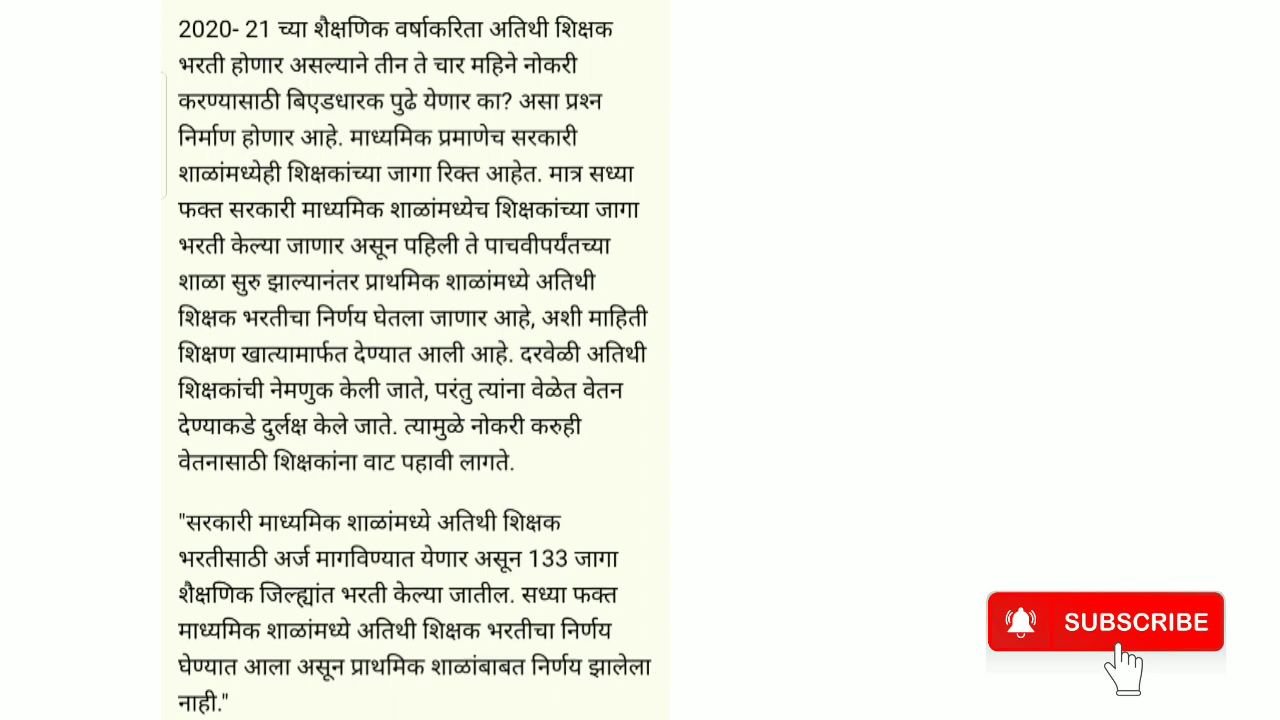 2020- 21 च्या शैक्षणिक वर्षाकरिता अतिथी शिक्षक
भरती होणार असल्याने तीन ते चार महिने नोकरी
करण्यासाठी बिएडधारक पुढे येणार का? असा प्रश्न
निर्माण होणार आहे. माध्यमिक प्रमाणेच सरकारी
शाळांमध्येही शिक्षकांच्या जागा रिक्त आहेत. मात्र सध्या
फक्त सरकारी माध्यमिक शाळांमध्येच शिक्षकांच्या जागा
भरती केल्या जाणार असून पहिली ते पाचवीपर्यंतच्या
शाळा सुरु झाल्यानंतर प्राथमिक शाळांमध्ये अतिथी
शिक्षक भरतीचा निर्णय घेतला जाणार आहे, अशी माहिती
शिक्षण खात्यामार्फत देण्यात आली आहे. दरवेळी अतिथी
शिक्षकांची नेमणुक केली जाते, परंतु त्यांना वेळेत वेतन
देण्याकडे दुर्लक्ष केले जाते. त्यामुळे नोकरी करुही
वेतनासाठी शिक्षकांना वाट पहावी लागते.
"सरकारी माध्यमिक शाळांमध्ये अतिथी शिक्षक
भरतीसाठी अर्ज मागविण्यात येणार असून 133 जागा
शैक्षणिक जिल्ह्यांत भरती केल्या जातील. सध्या फक्त
माध्यमिक शाळांमध्ये अतिथी शिक्षक भरतीचा निर्णय
घेण्यात आला असून प्राथमिक शाळांबाबत निर्णय झालेला
नाही."
SUBSCRIBE